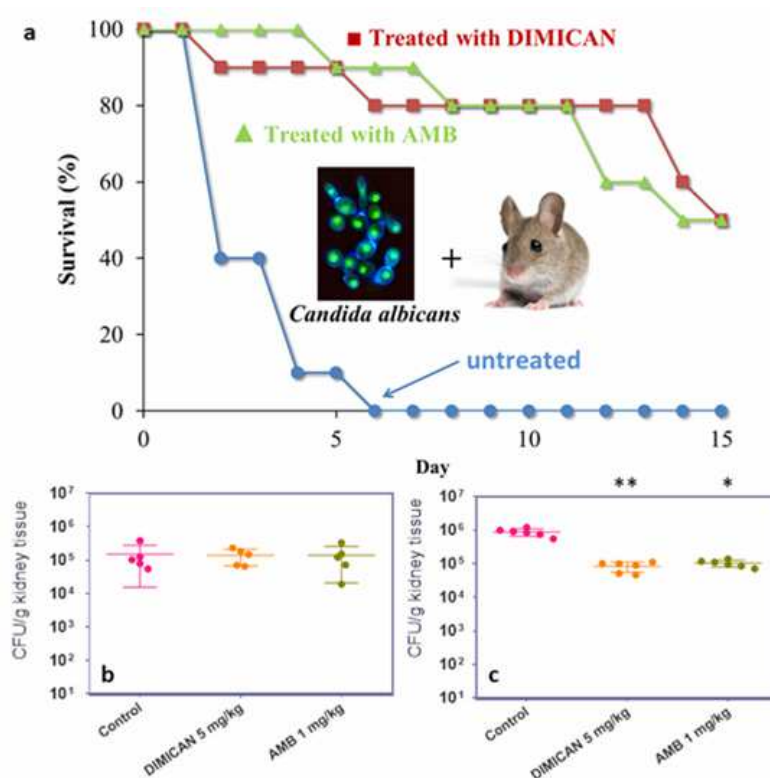 a
100
80
60
40
20
0
Survival (%)
Treated with DIMICAN
Treated with AMB
+
Candida albicans
untreated
0 5 10 15
Day
10⁷
10⁶
10⁵
10⁴
10³
10²
10¹
CFU/g kidney tissue
b
Control
DIMICAN 5 mg/kg
AMB 1 mg/kg
** *
10⁷
10⁶
10⁵
10⁴
10³
10²
10¹
CFU/g kidney tissue
c
Control
DIMICAN 5 mg/kg
AMB 1 mg/kg